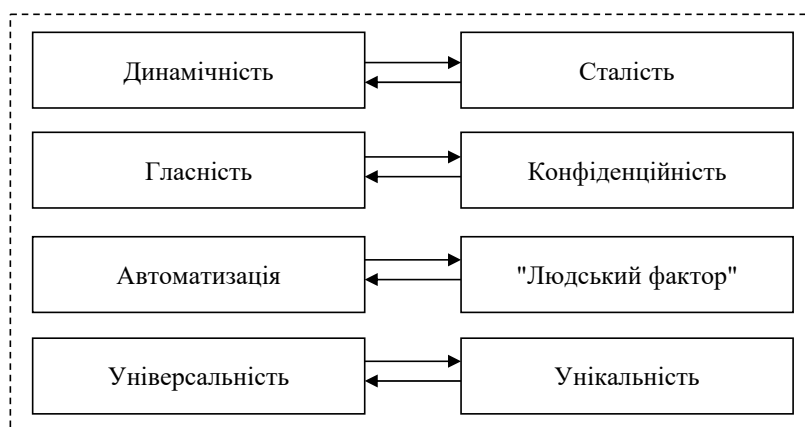 Динамічність
Сталість
Гласність
Конфіденційність
Автоматизація
"Людський фактор"
Універсальність
Унікальність